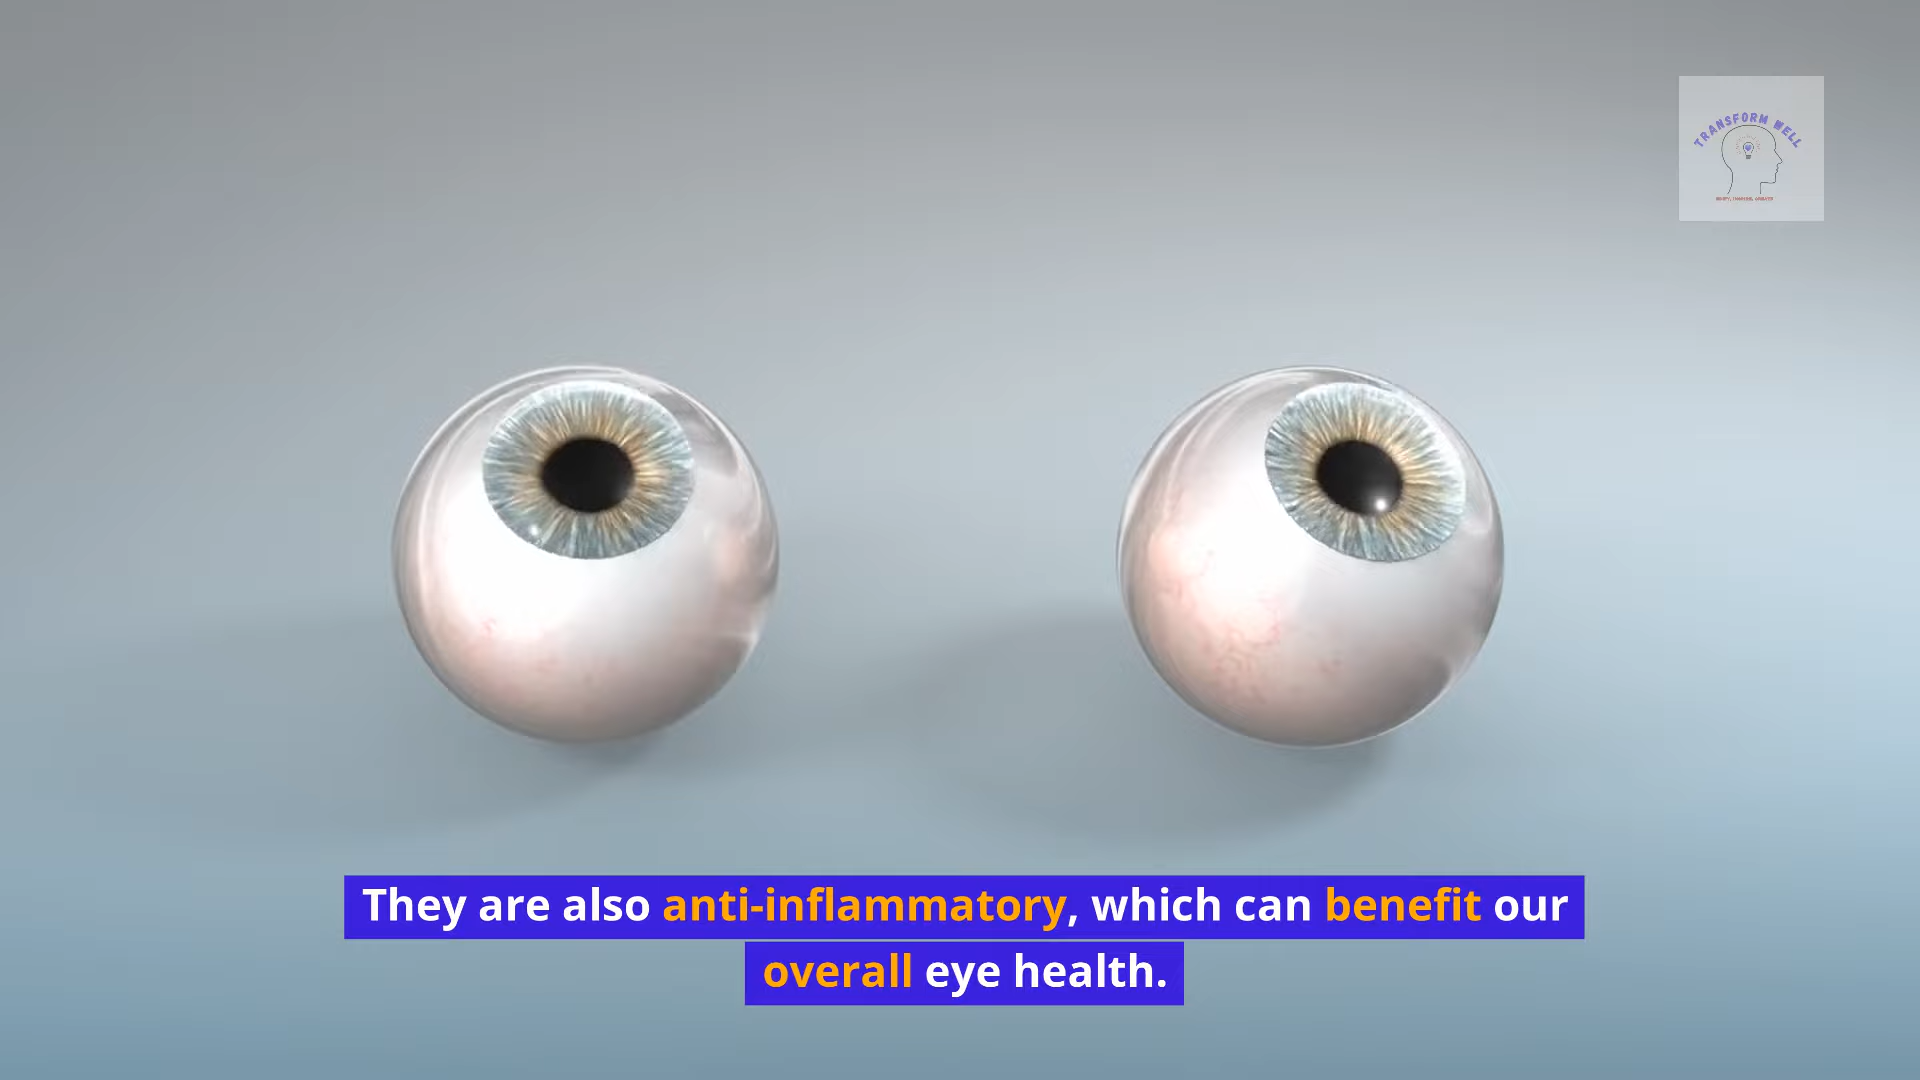 TRANSFORM WELL
They are also anti-inflammatory, which can benefit our
overall eye health.